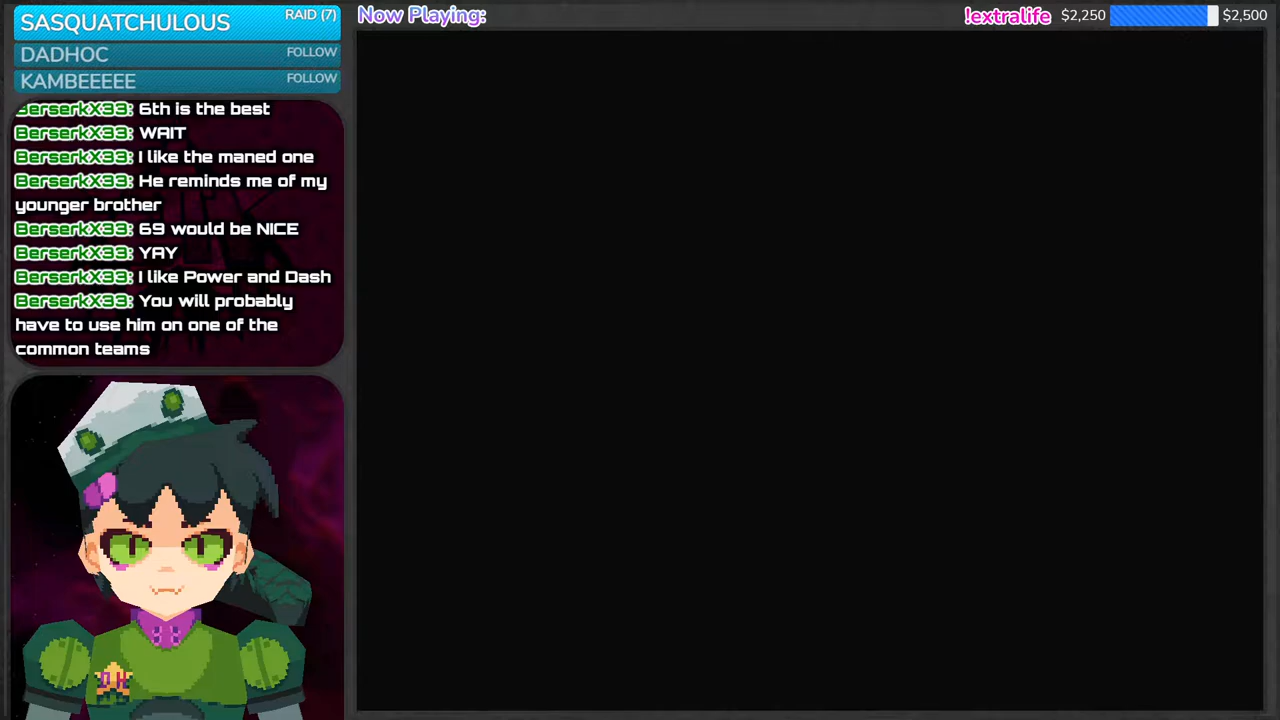 SASQUATCHULOUS RAID (7)
DADHOC FOLLOW
KAMBEEEEE FOLLOW
Now Playing:
!extralife $2,250 $2,500
BerserkX33: 6th is the best
BerserkX33: WAIT
BerserkX33: I like the maned one
BerserkX33: He reminds me of my
younger brother
BerserkX33: 69 would be NICE
BerserkX33: YAY
BerserkX33: I like Power and Dash
BerserkX33: You will probably
have to use him on one of the
common teams